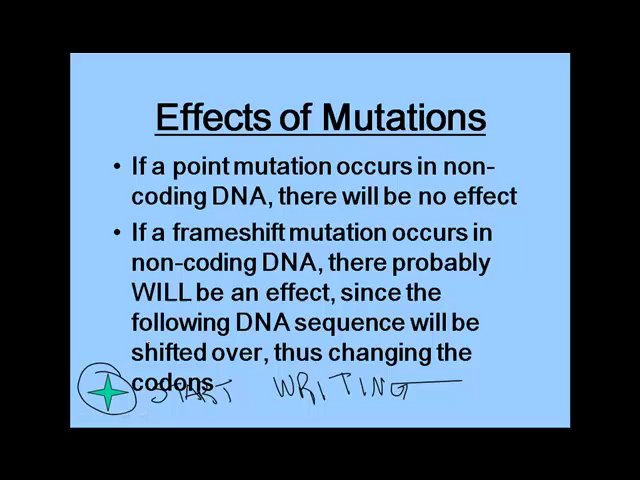 Effects of Mutations
• If a point mutation occurs in non-
coding DNA, there will be no effect
• If a frameshift mutation occurs in
non-coding DNA, there probably
WILL be an effect, since the
following DNA sequence will be
shifted over, thus changing the
codons
START WRITING